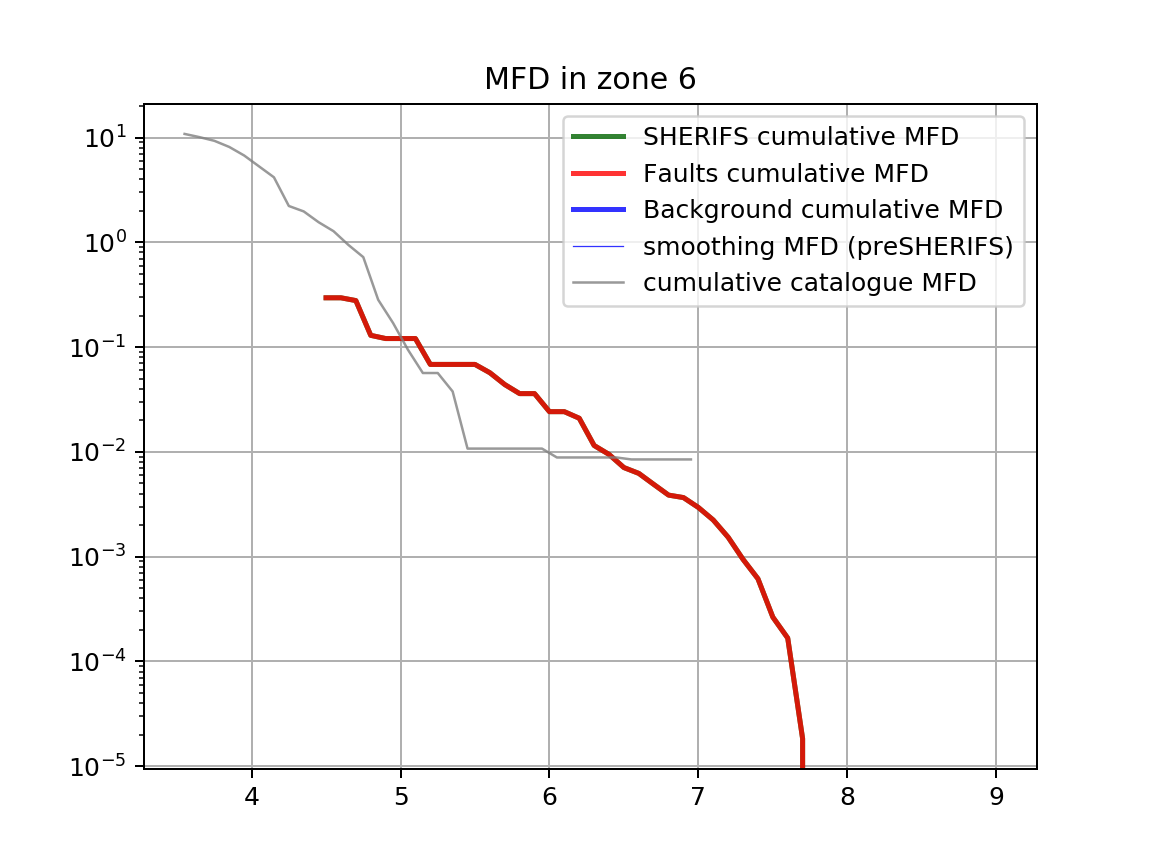 MFD in zone 6
SHERIFS cumulative MFD
Faults cumulative MFD
Background cumulative MFD
smoothing MFD (preSHERIFS)
cumulative catalogue MFD
10¹
10⁰
10⁻¹
10⁻²
10⁻³
10⁻⁴
10⁻⁵
4 5 6 7 8 9